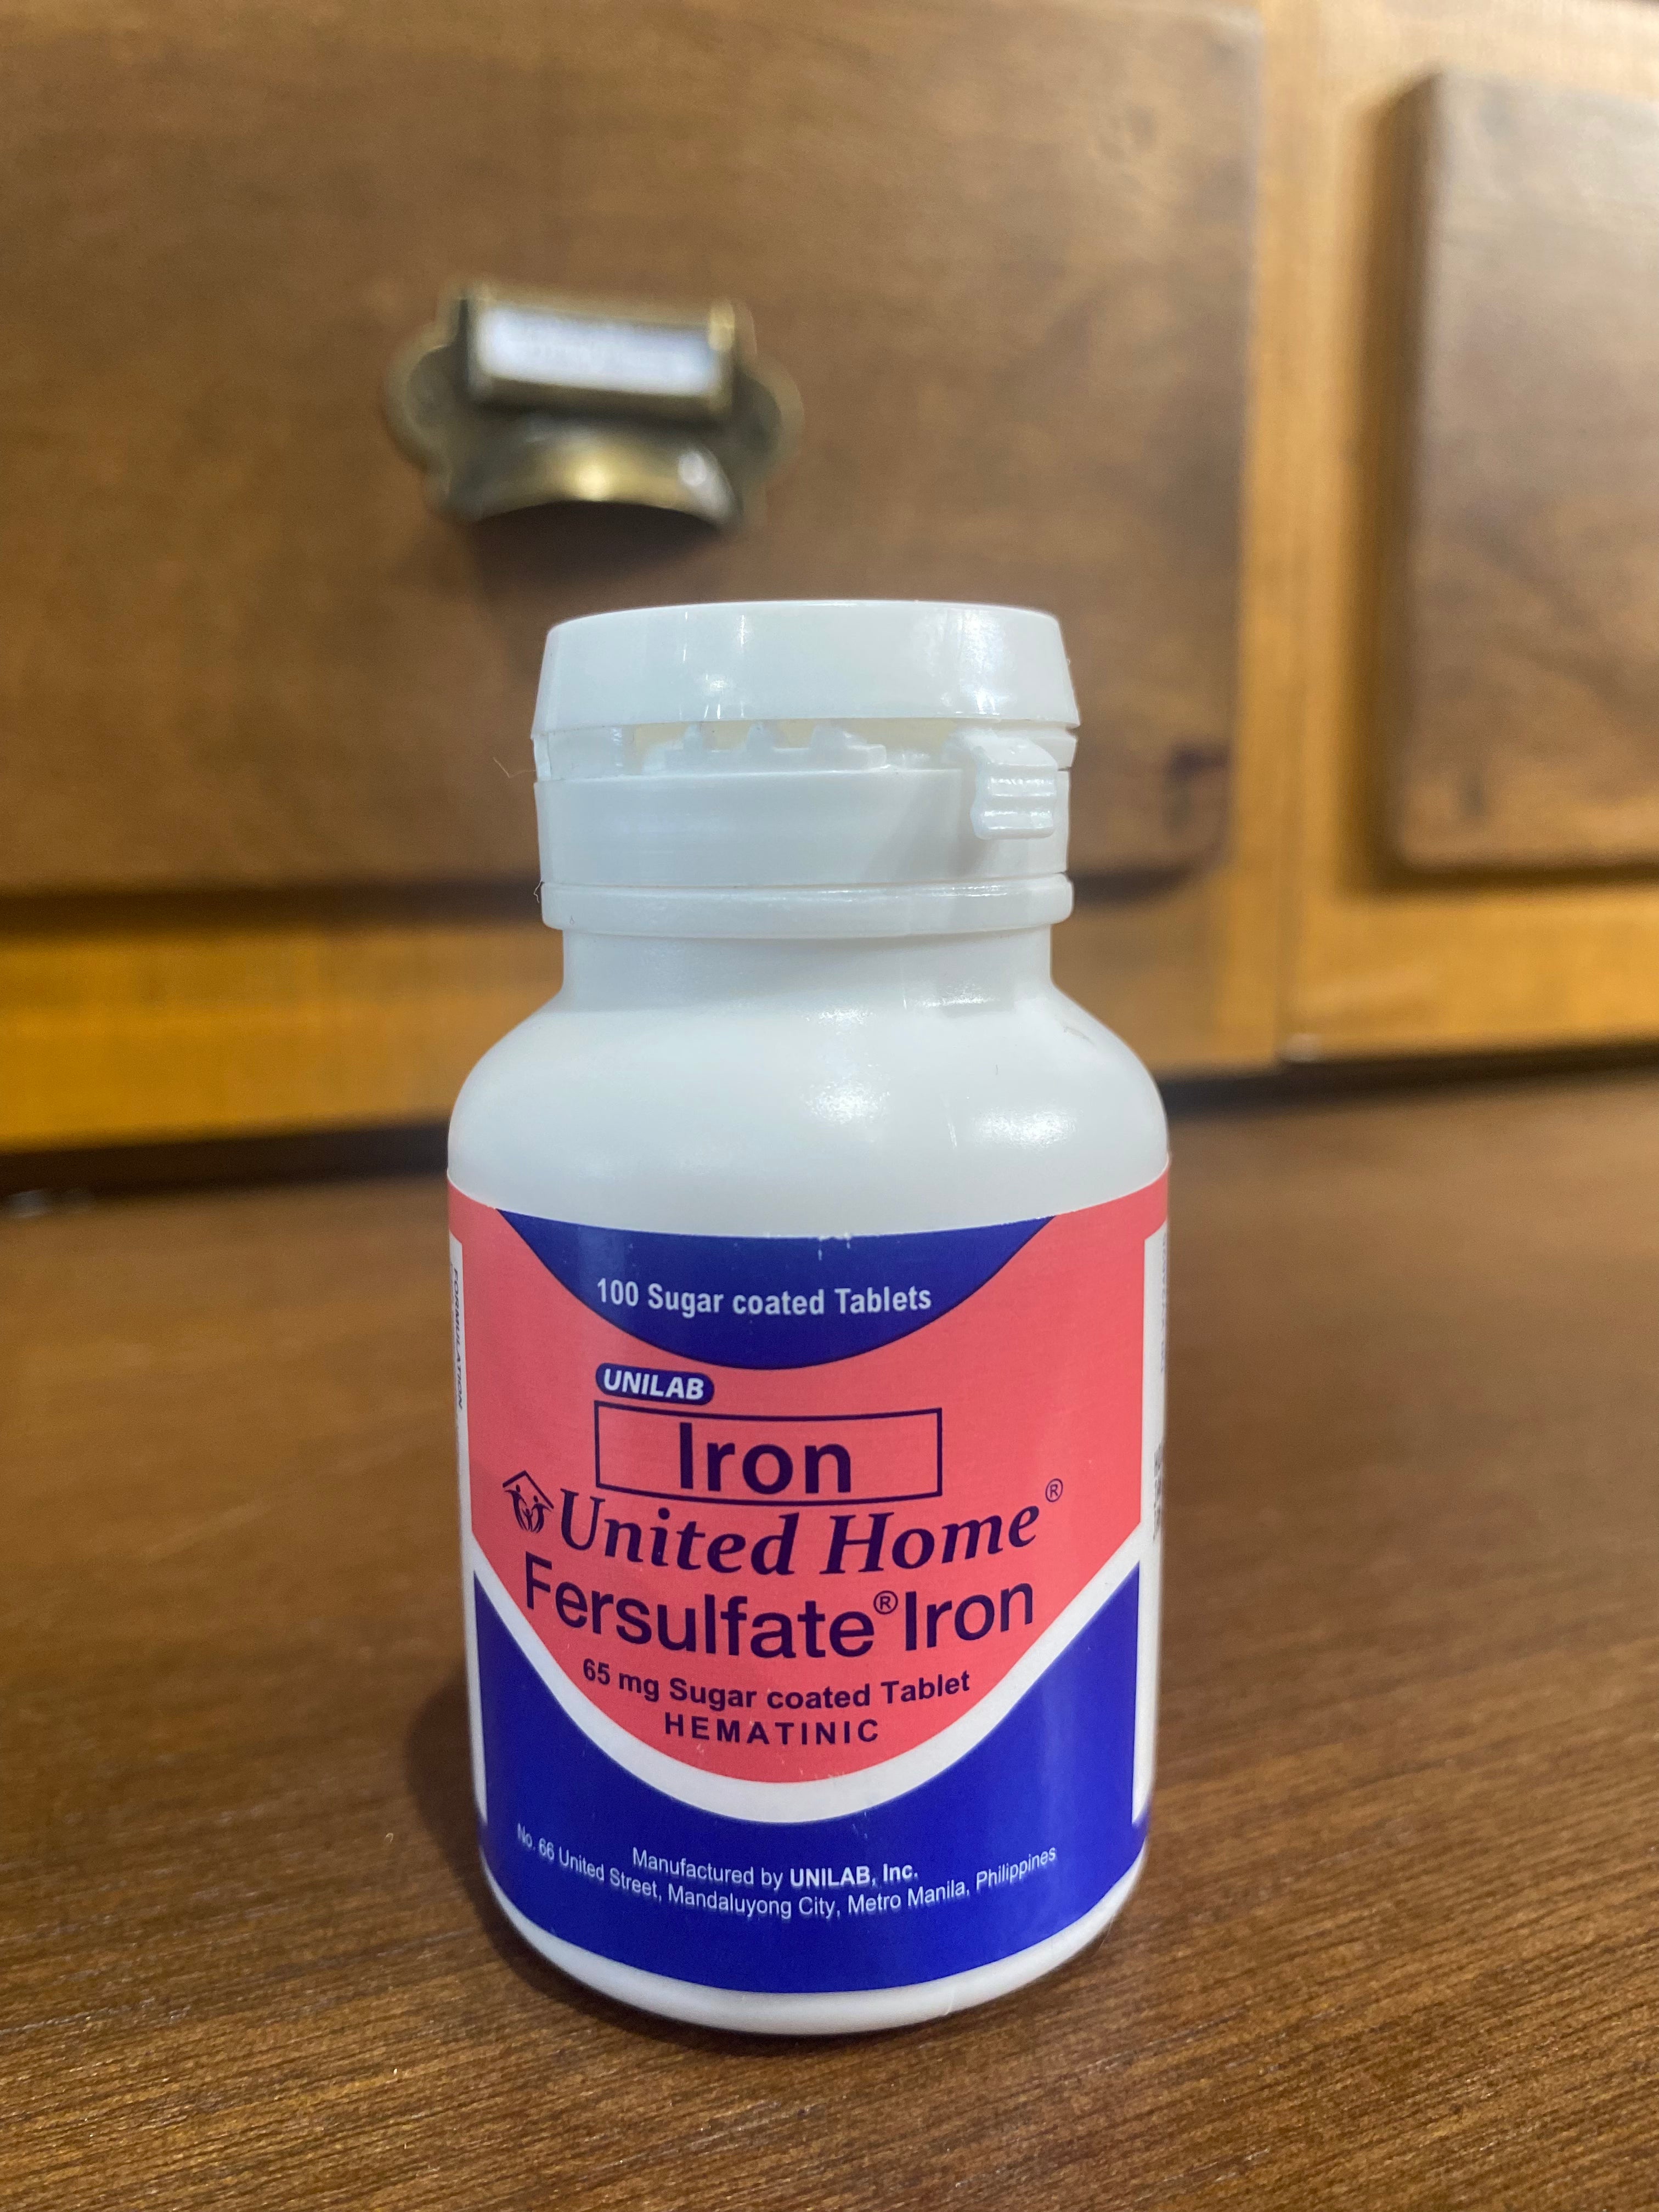 100 Sugar coated Tablets
UNILAB
Iron
United Home®
Fersulfate® Iron
65 mg Sugar coated Tablet
HEMATINIC
Manufactured by UNILAB, Inc.
No. 66 United Street, Mandaluyong City, Metro Manila, Philippines
FORMULATION